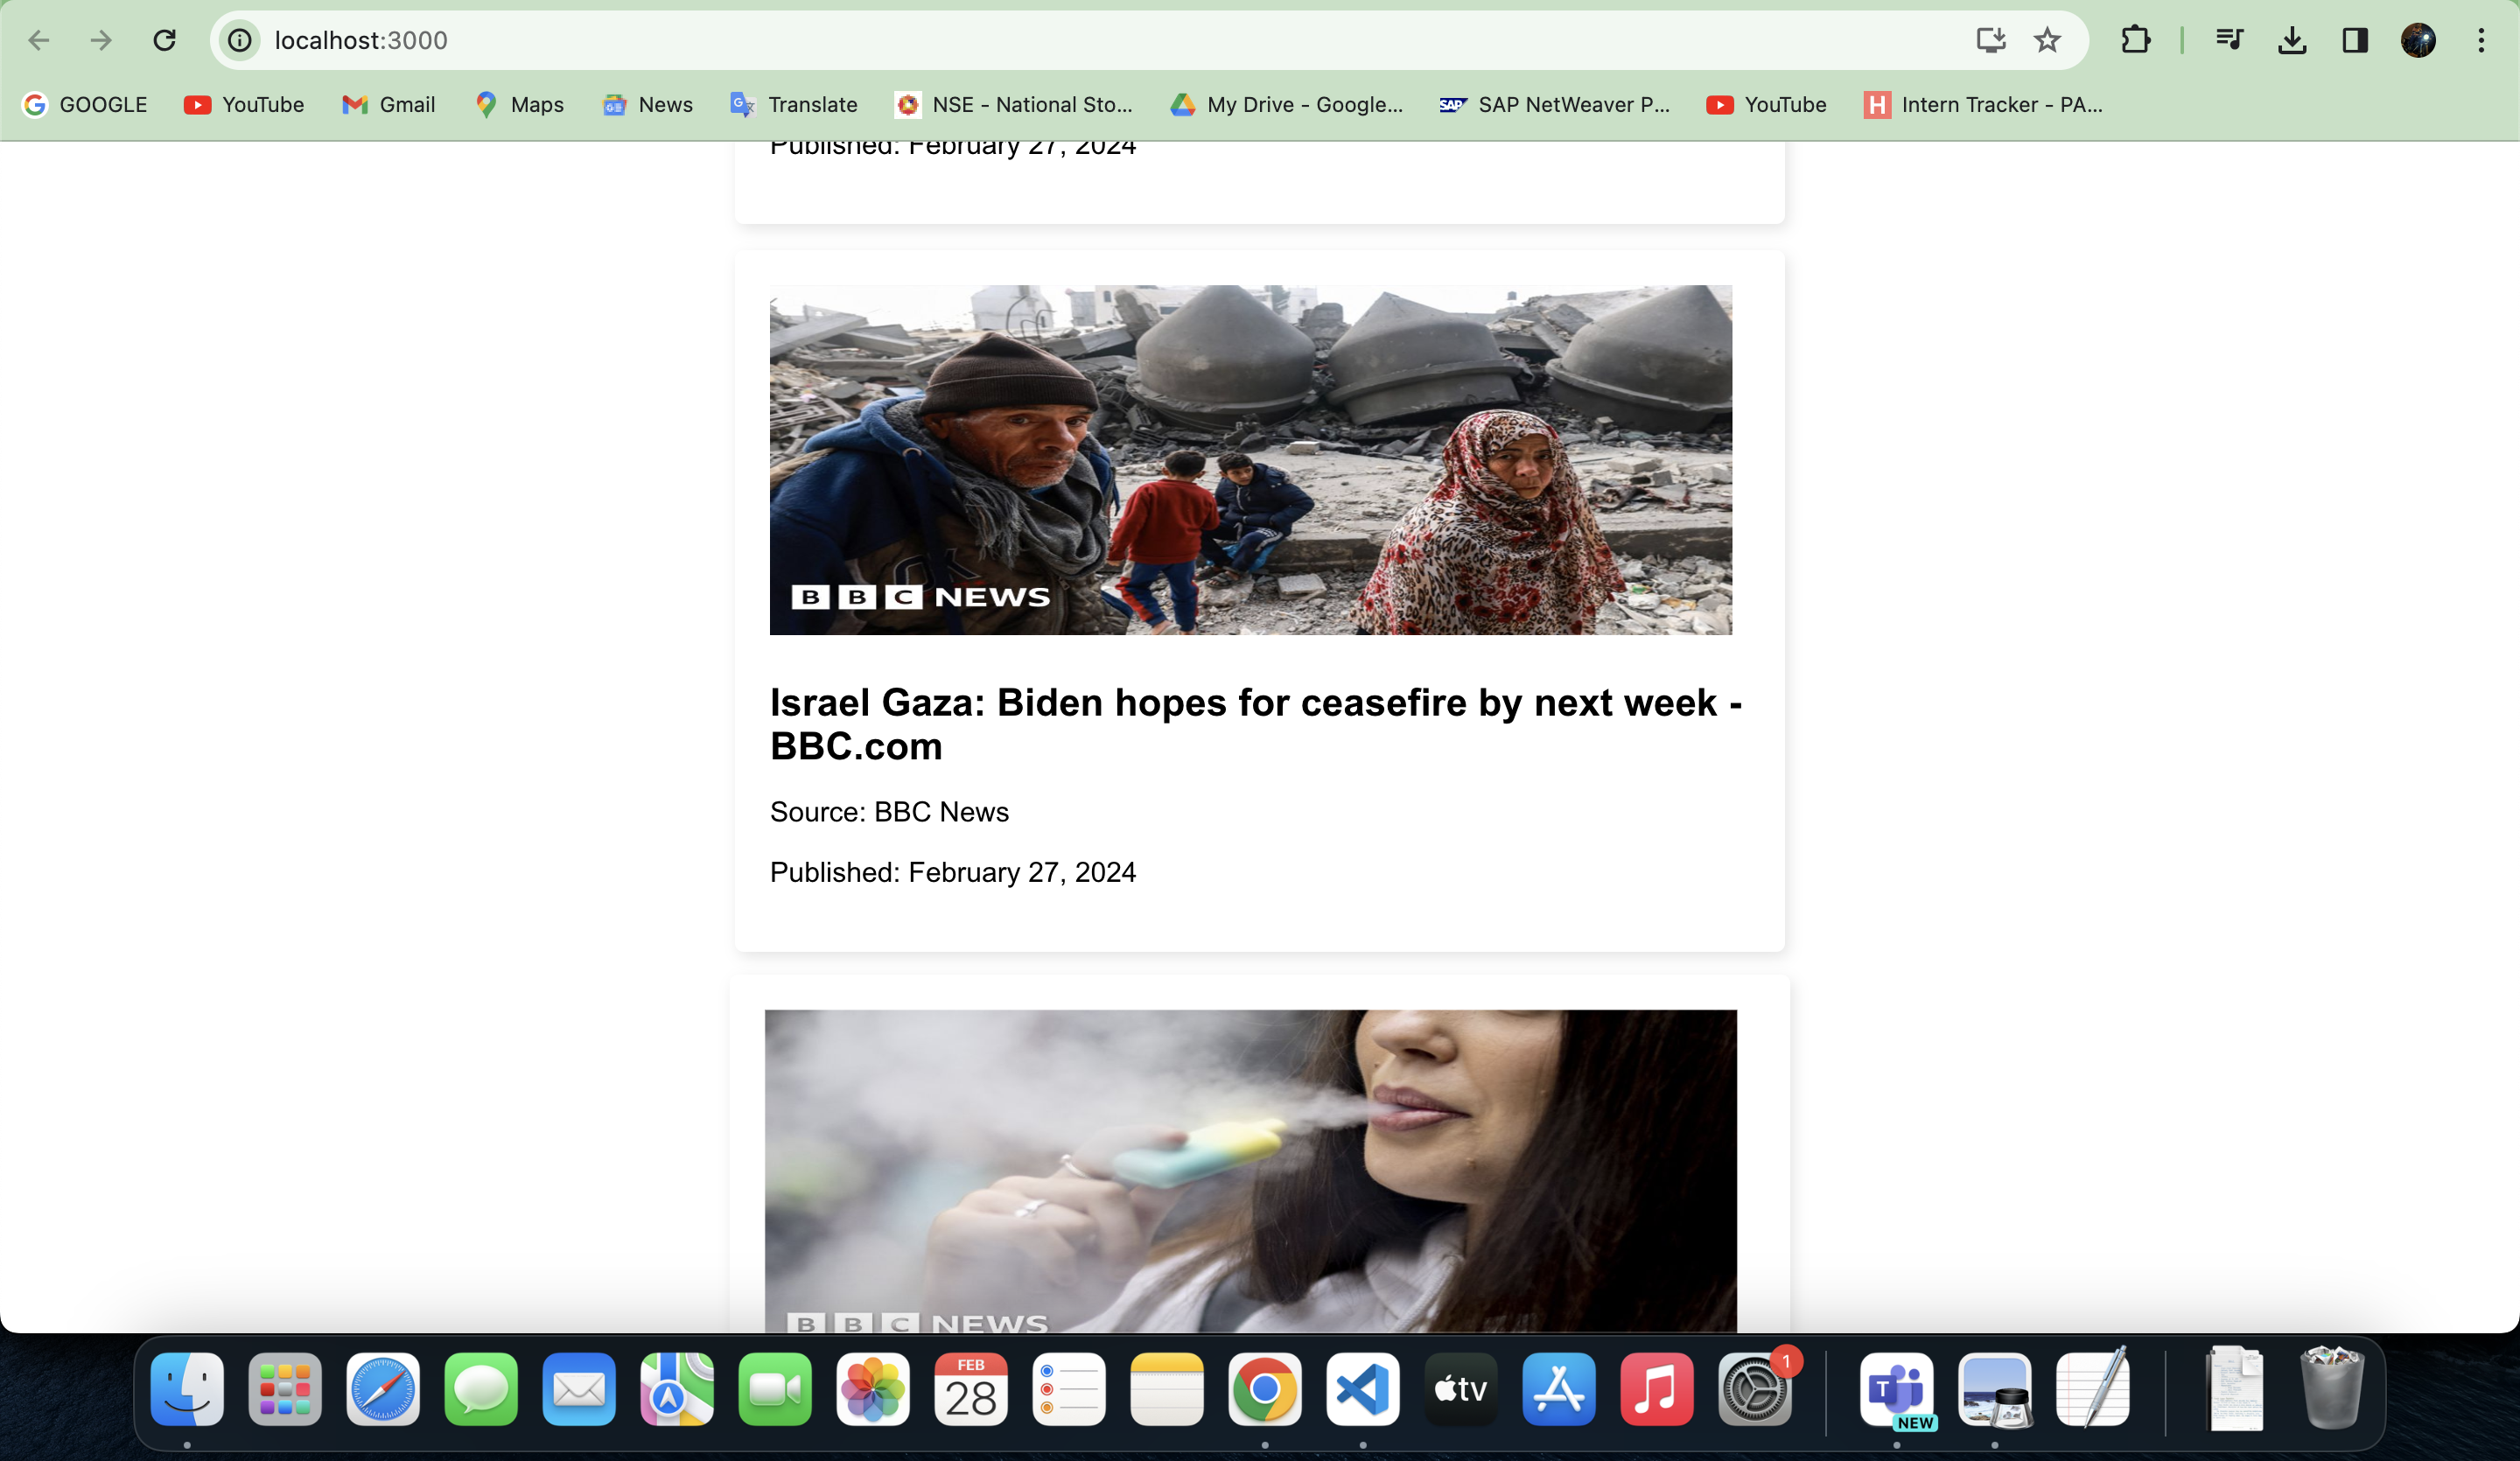 localhost:3000
GOOGLE YouTube Gmail Maps News Translate NSE - National Sto... My Drive - Google... SAP NetWeaver P... YouTube Intern Tracker - PA...
Published: February 27, 2024
BBC NEWS
Israel Gaza: Biden hopes for ceasefire by next week -
BBC.com
Source: BBC News
Published: February 27, 2024
BBC NEWS
FEB
28
tv
1
T
NEW